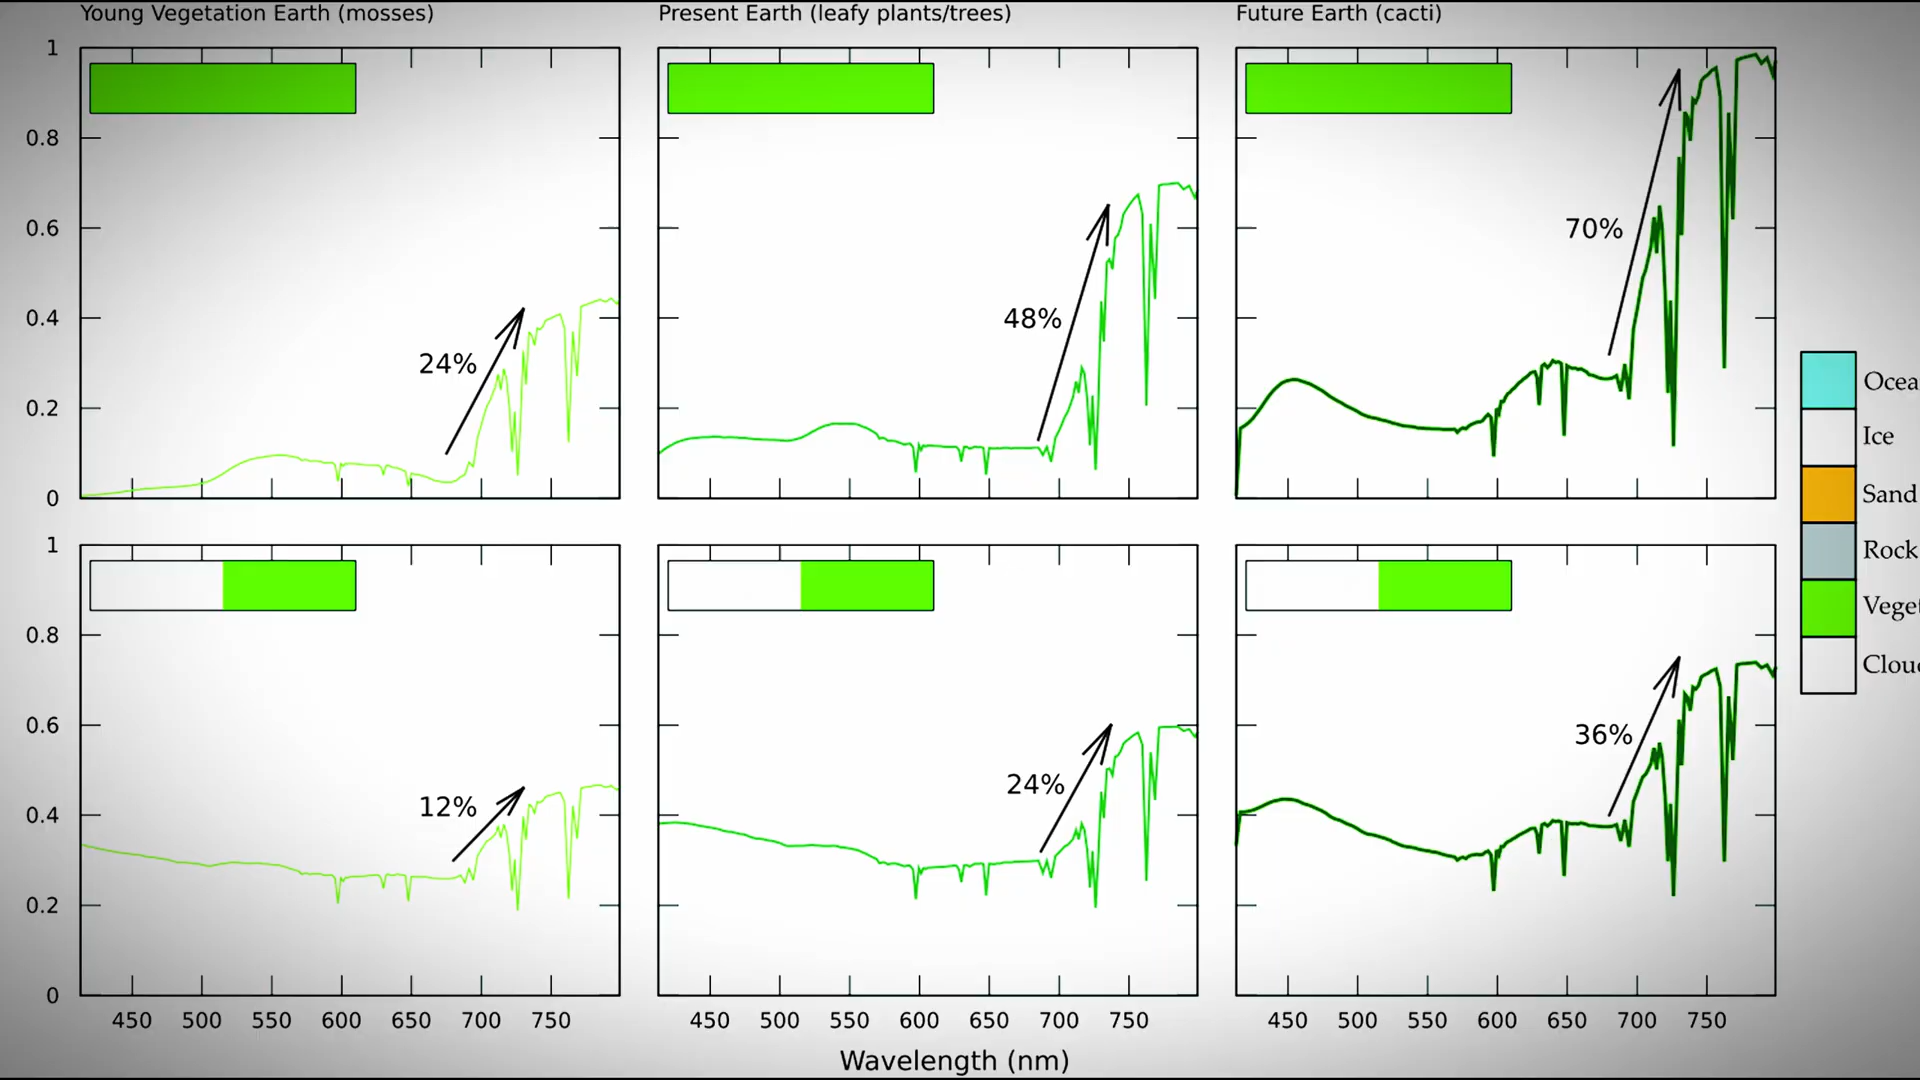 Young Vegetation Earth (mosses)
Present Earth (leafy plants/trees)
Future Earth (cacti)
1
0.8
0.6
0.4
0.2
0
24%
48%
70%
1
0.8
0.6
0.4
0.2
0
12%
24%
36%
450 500 550 600 650 700 750
450 500 550 600 650 700 750
450 500 550 600 650 700 750
Wavelength (nm)
Ocea
Ice
Sand
Rock
Veget
Clou